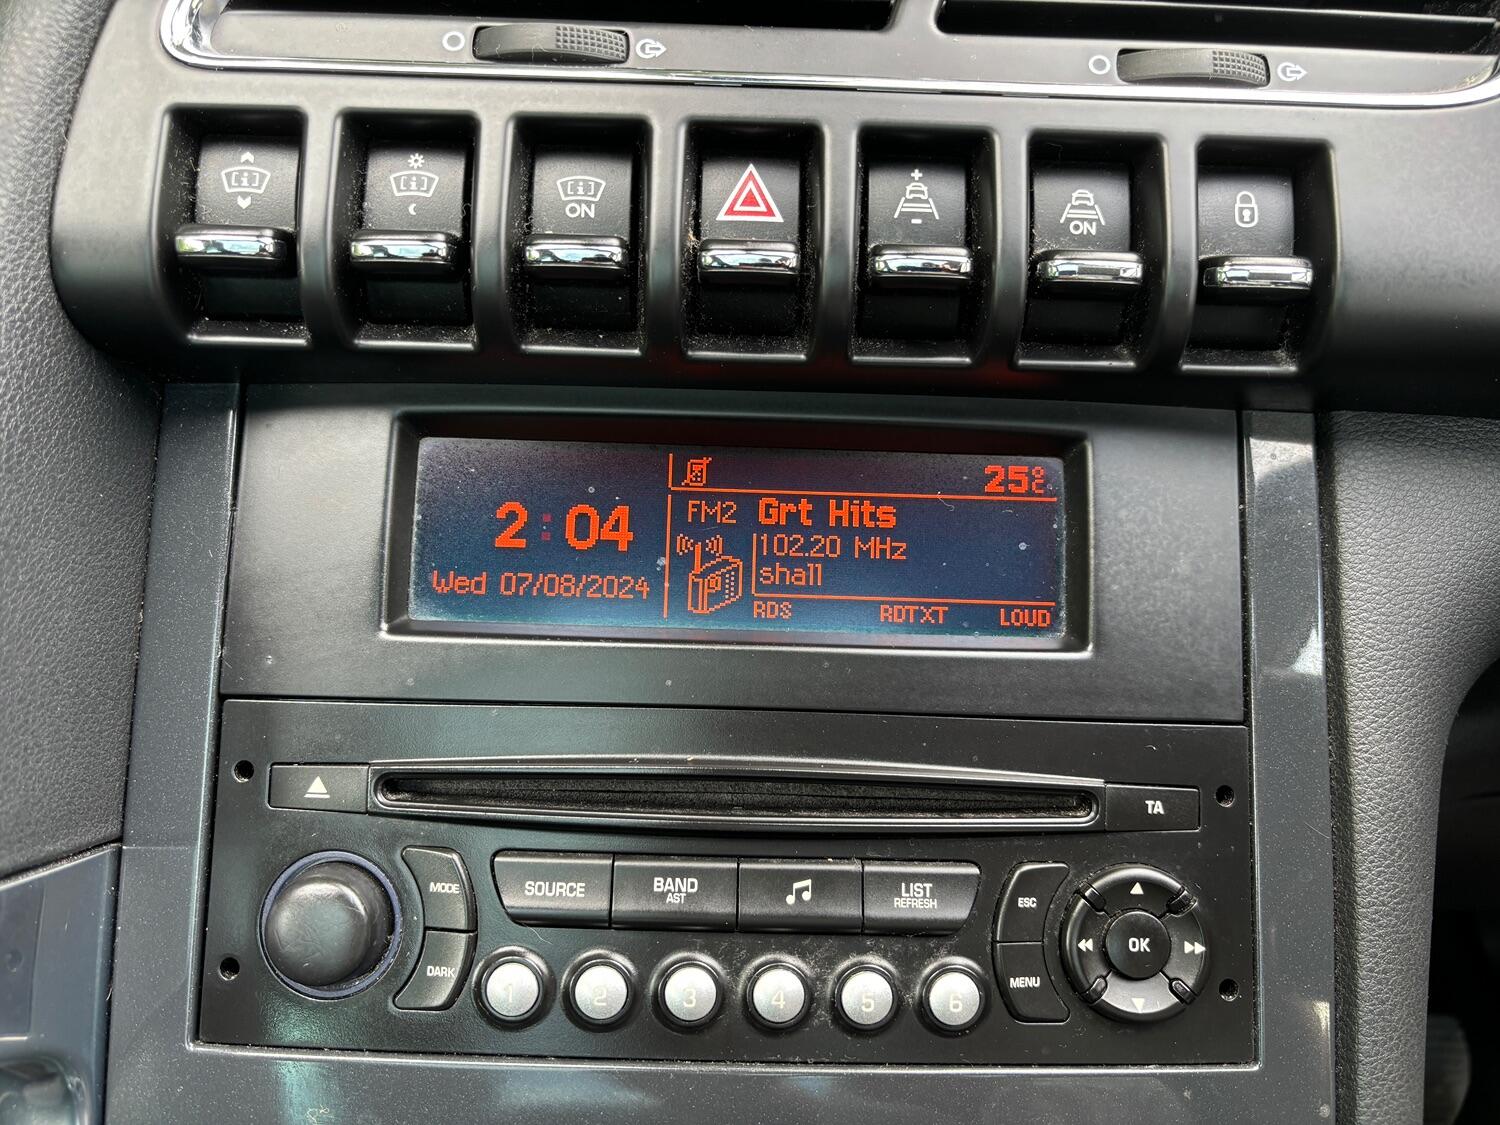 ON
+
-
ON
25°C
2:04
FM2 Grt Hits
102.20 MHz
shall
Wed 07/08/2024
RDS RDTXT LOUD
TA
MODE
SOURCE
BAND
AST
LIST
REFRESH
ESC
OK
DARK
MENU
1 2 3 4 5 6